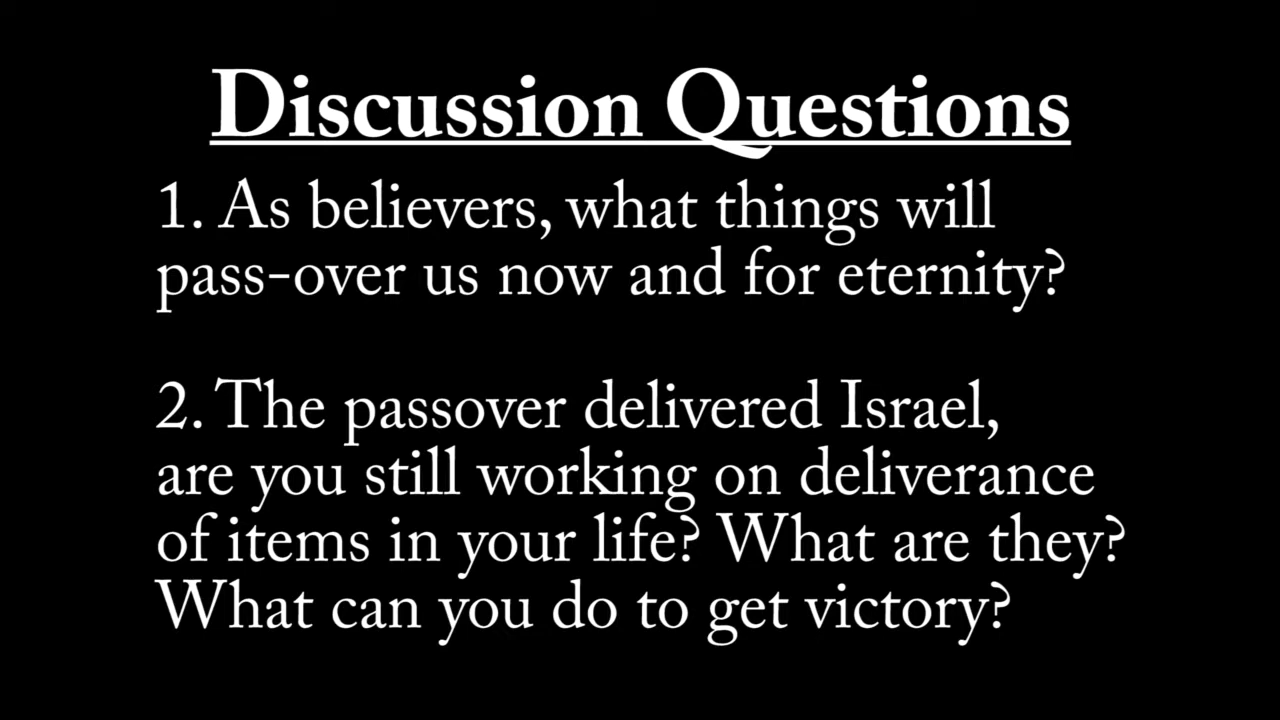 Discussion Questions
1. As believers, what things will
pass-over us now and for eternity?
2. The passover delivered Israel,
are you still working on deliverance
of items in your life? What are they?
What can you do to get victory?